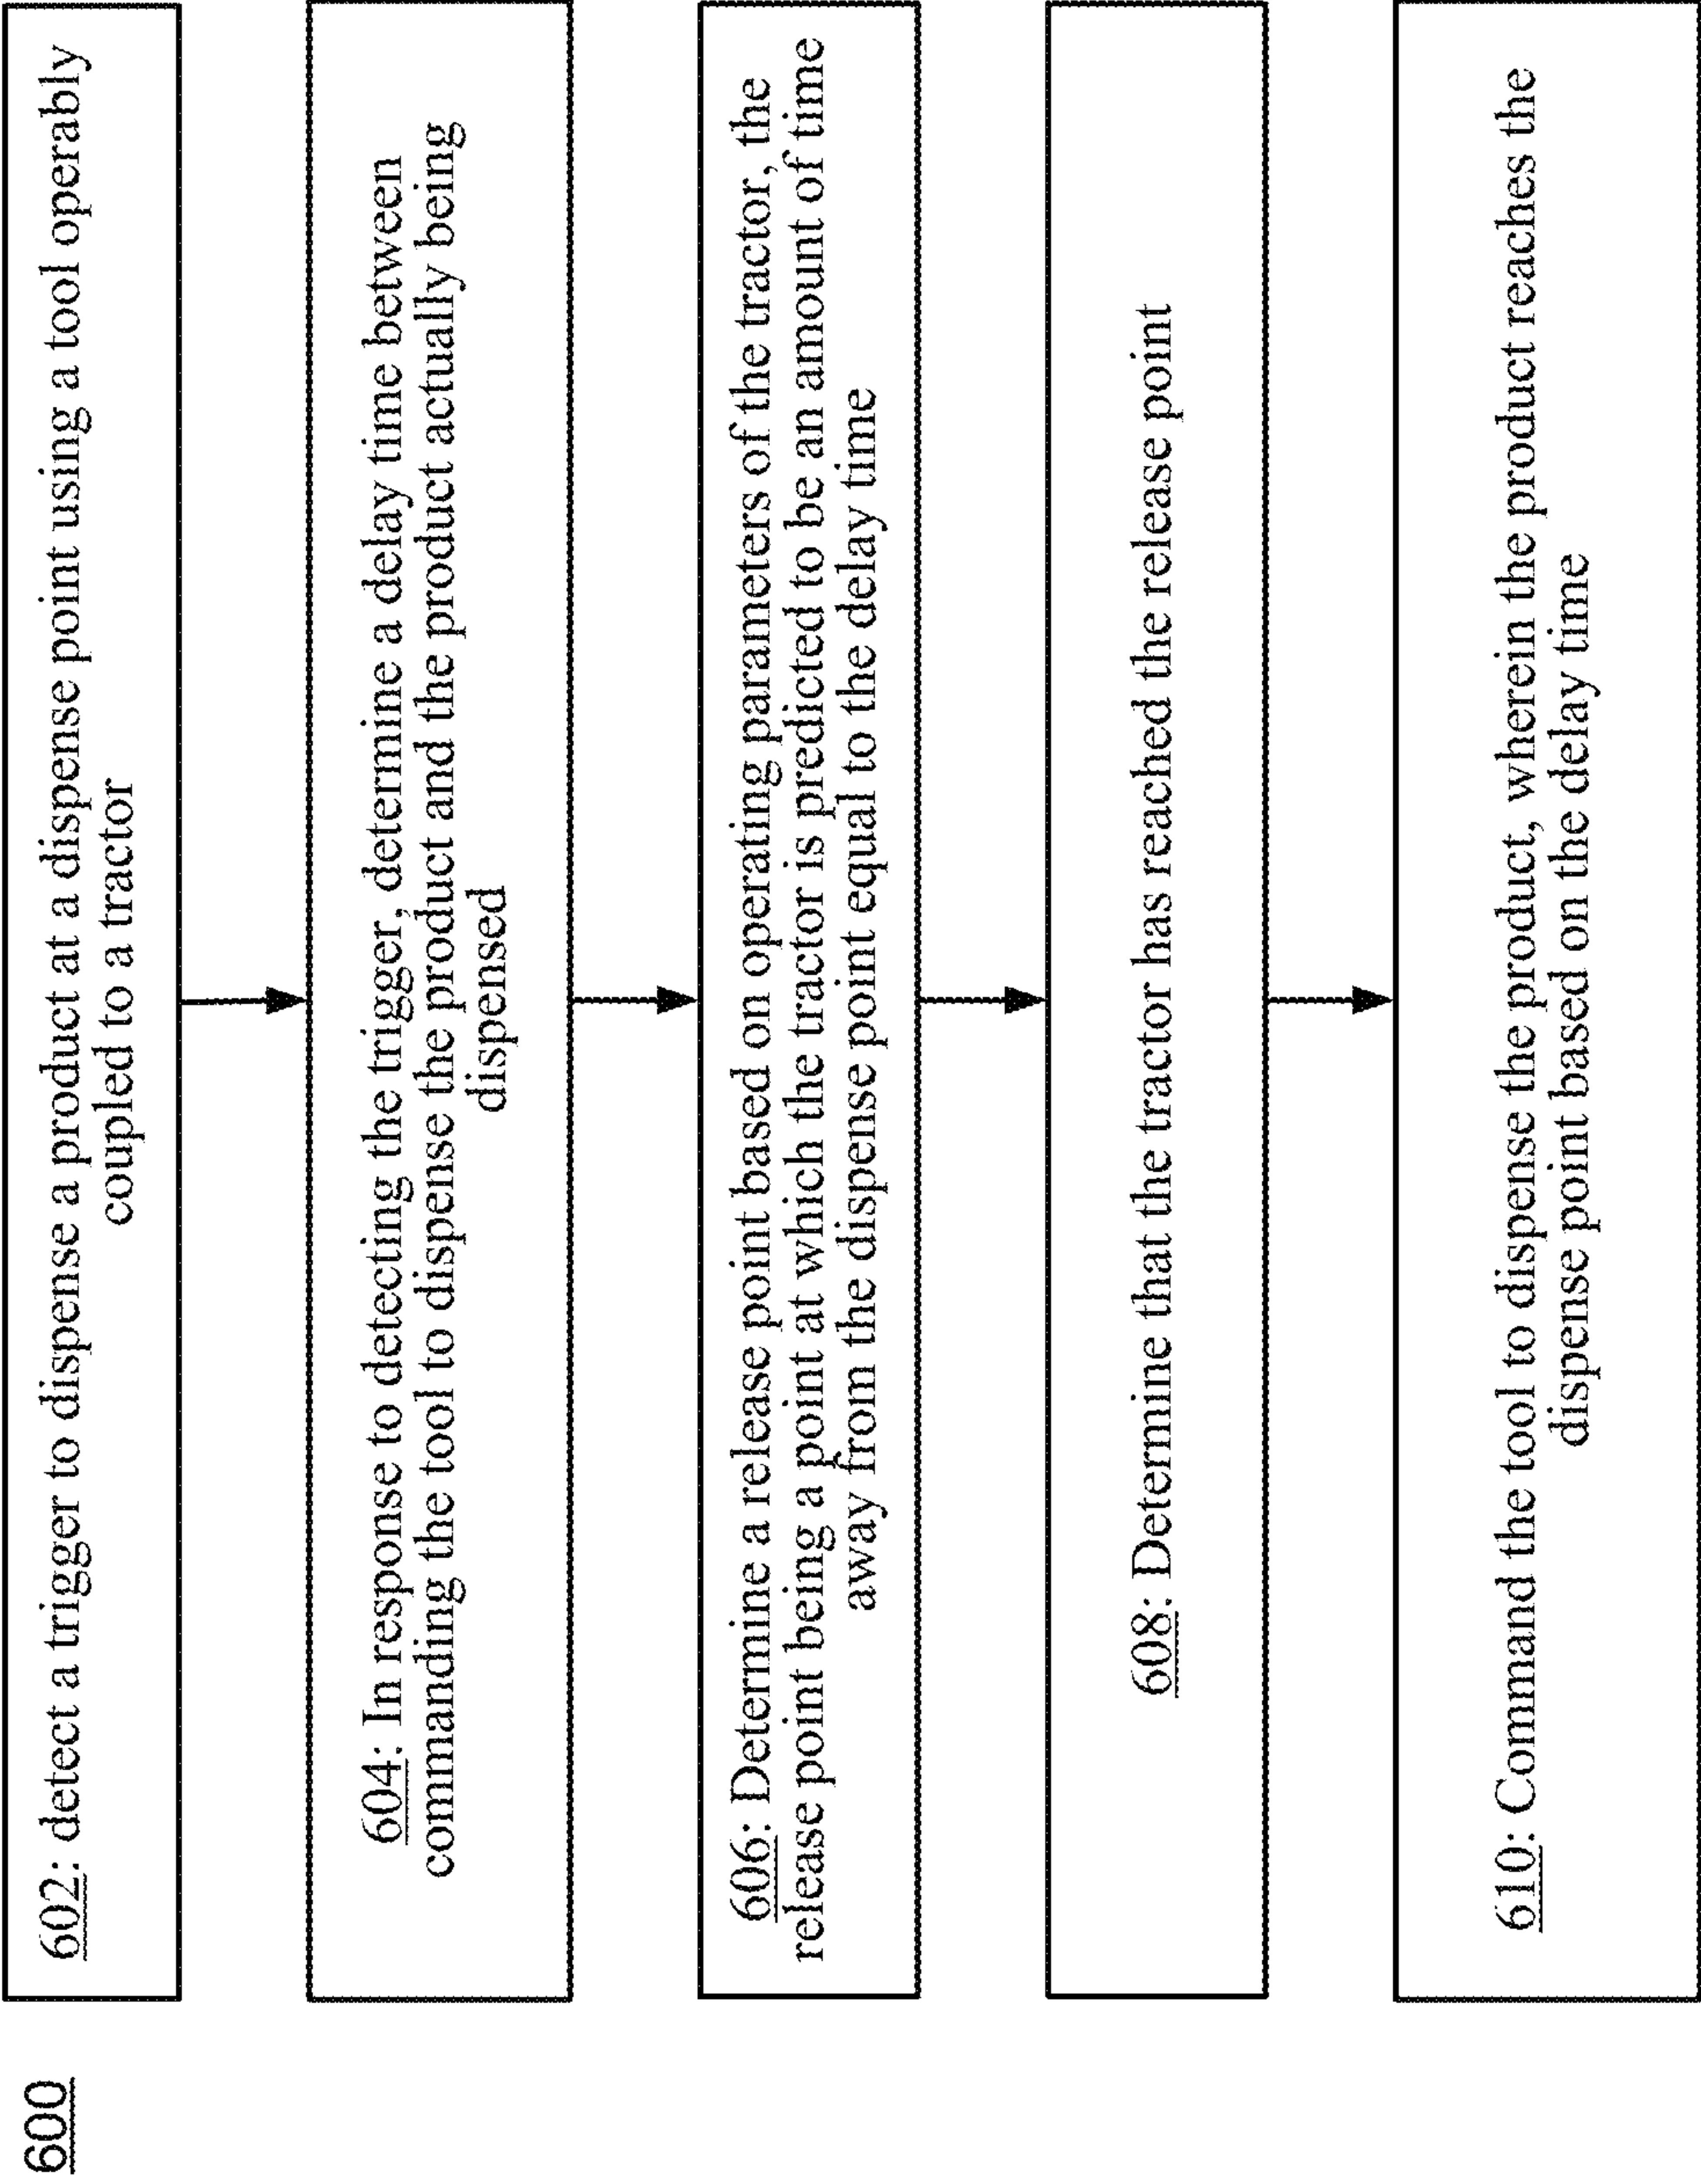 600
602: detect a trigger to dispense a product at a dispense point using a tool operably
coupled to a tractor
604: In response to detecting the trigger, determine a delay time between
commanding the tool to dispense the product and the product actually being
dispensed
606: Determine a release point based on operating parameters of the tractor, the
release point being a point at which the tractor is predicted to be an amount of time
away from the dispense point equal to the delay time
608: Determine that the tractor has reached the release point
610: Command the tool to dispense the product, wherein the product reaches the
dispense point based on the delay time